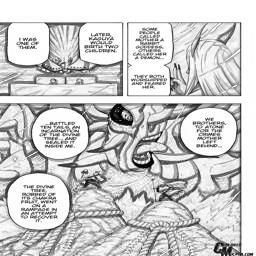 SOME
PEOPLE
CALLED
MOTHER A
RABBIT
GODDESS,
OTHERS
CALLED HER
A DEMON...
THEY BOTH
WORSHIPPED
AND FEARED
HER.
LATER,
KAGUYA
WOULD
BIRTH TWO
CHILDREN.
I WAS
ONE OF
THEM.
WE
BROTHERS,
TO ATONE
FOR THE
CRIMES
MOTHER
LEFT
BEHIND...
...BATTLED
TEN TAILS, AN
INCARNATION
OF THE DIVINE
TREE... AND
SEALED IT
INSIDE ME.
THE DIVINE
TREE,
ROBBED OF
ITS CHAKRA
FRUIT, WENT ON
A RAMPAGE IN
AN ATTEMPT
TO RECOVER
IT.